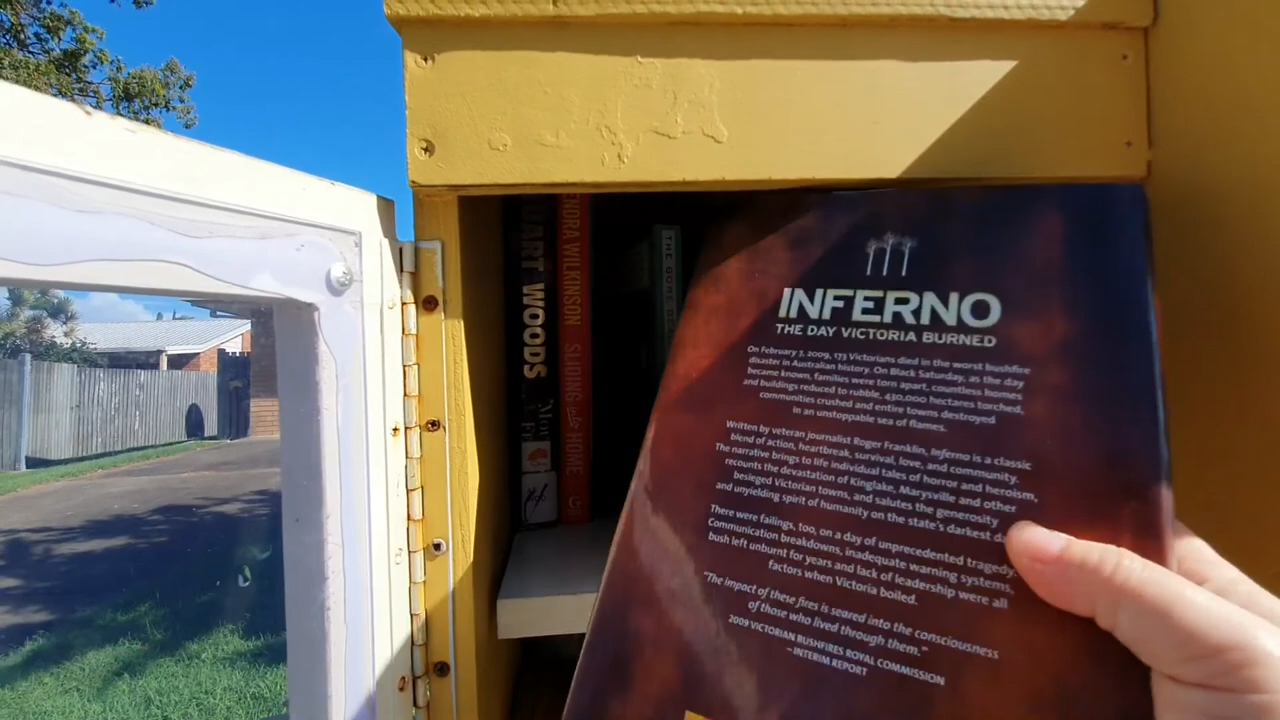 UART WOODS
ENDRA WILKINSON SLIDING HOME
G
THE
INFERNO
THE DAY VICTORIA BURNED
On February 7, 2009, 173 Victorians died in the worst bushfire
disaster in Australian history. On Black Saturday, as the day
became known, families were torn apart, countless homes
and buildings reduced to rubble, 430,000 hectares torched,
communities crushed and entire towns destroyed
in an unstoppable sea of flames.
Written by veteran journalist Roger Franklin, Inferno is a classic
blend of action, heartbreak, survival, love, and community.
The narrative brings to life individual tales of horror and heroism,
recounts the devastation of Kinglake, Marysville and other
besieged Victorian towns, and salutes the generosity
and unyielding spirit of humanity on the state's darkest da
There were failings, too, on a day of unprecedented tragedy.
Communication breakdowns, inadequate warning systems,
bush left unburnt for years and lack of leadership were all
factors when Victoria boiled.
"The impact of these fires is seared into the consciousness
of those who lived through them."
2009 VICTORIAN BUSHFIRES ROYAL COMMISSION
– INTERIM REPORT